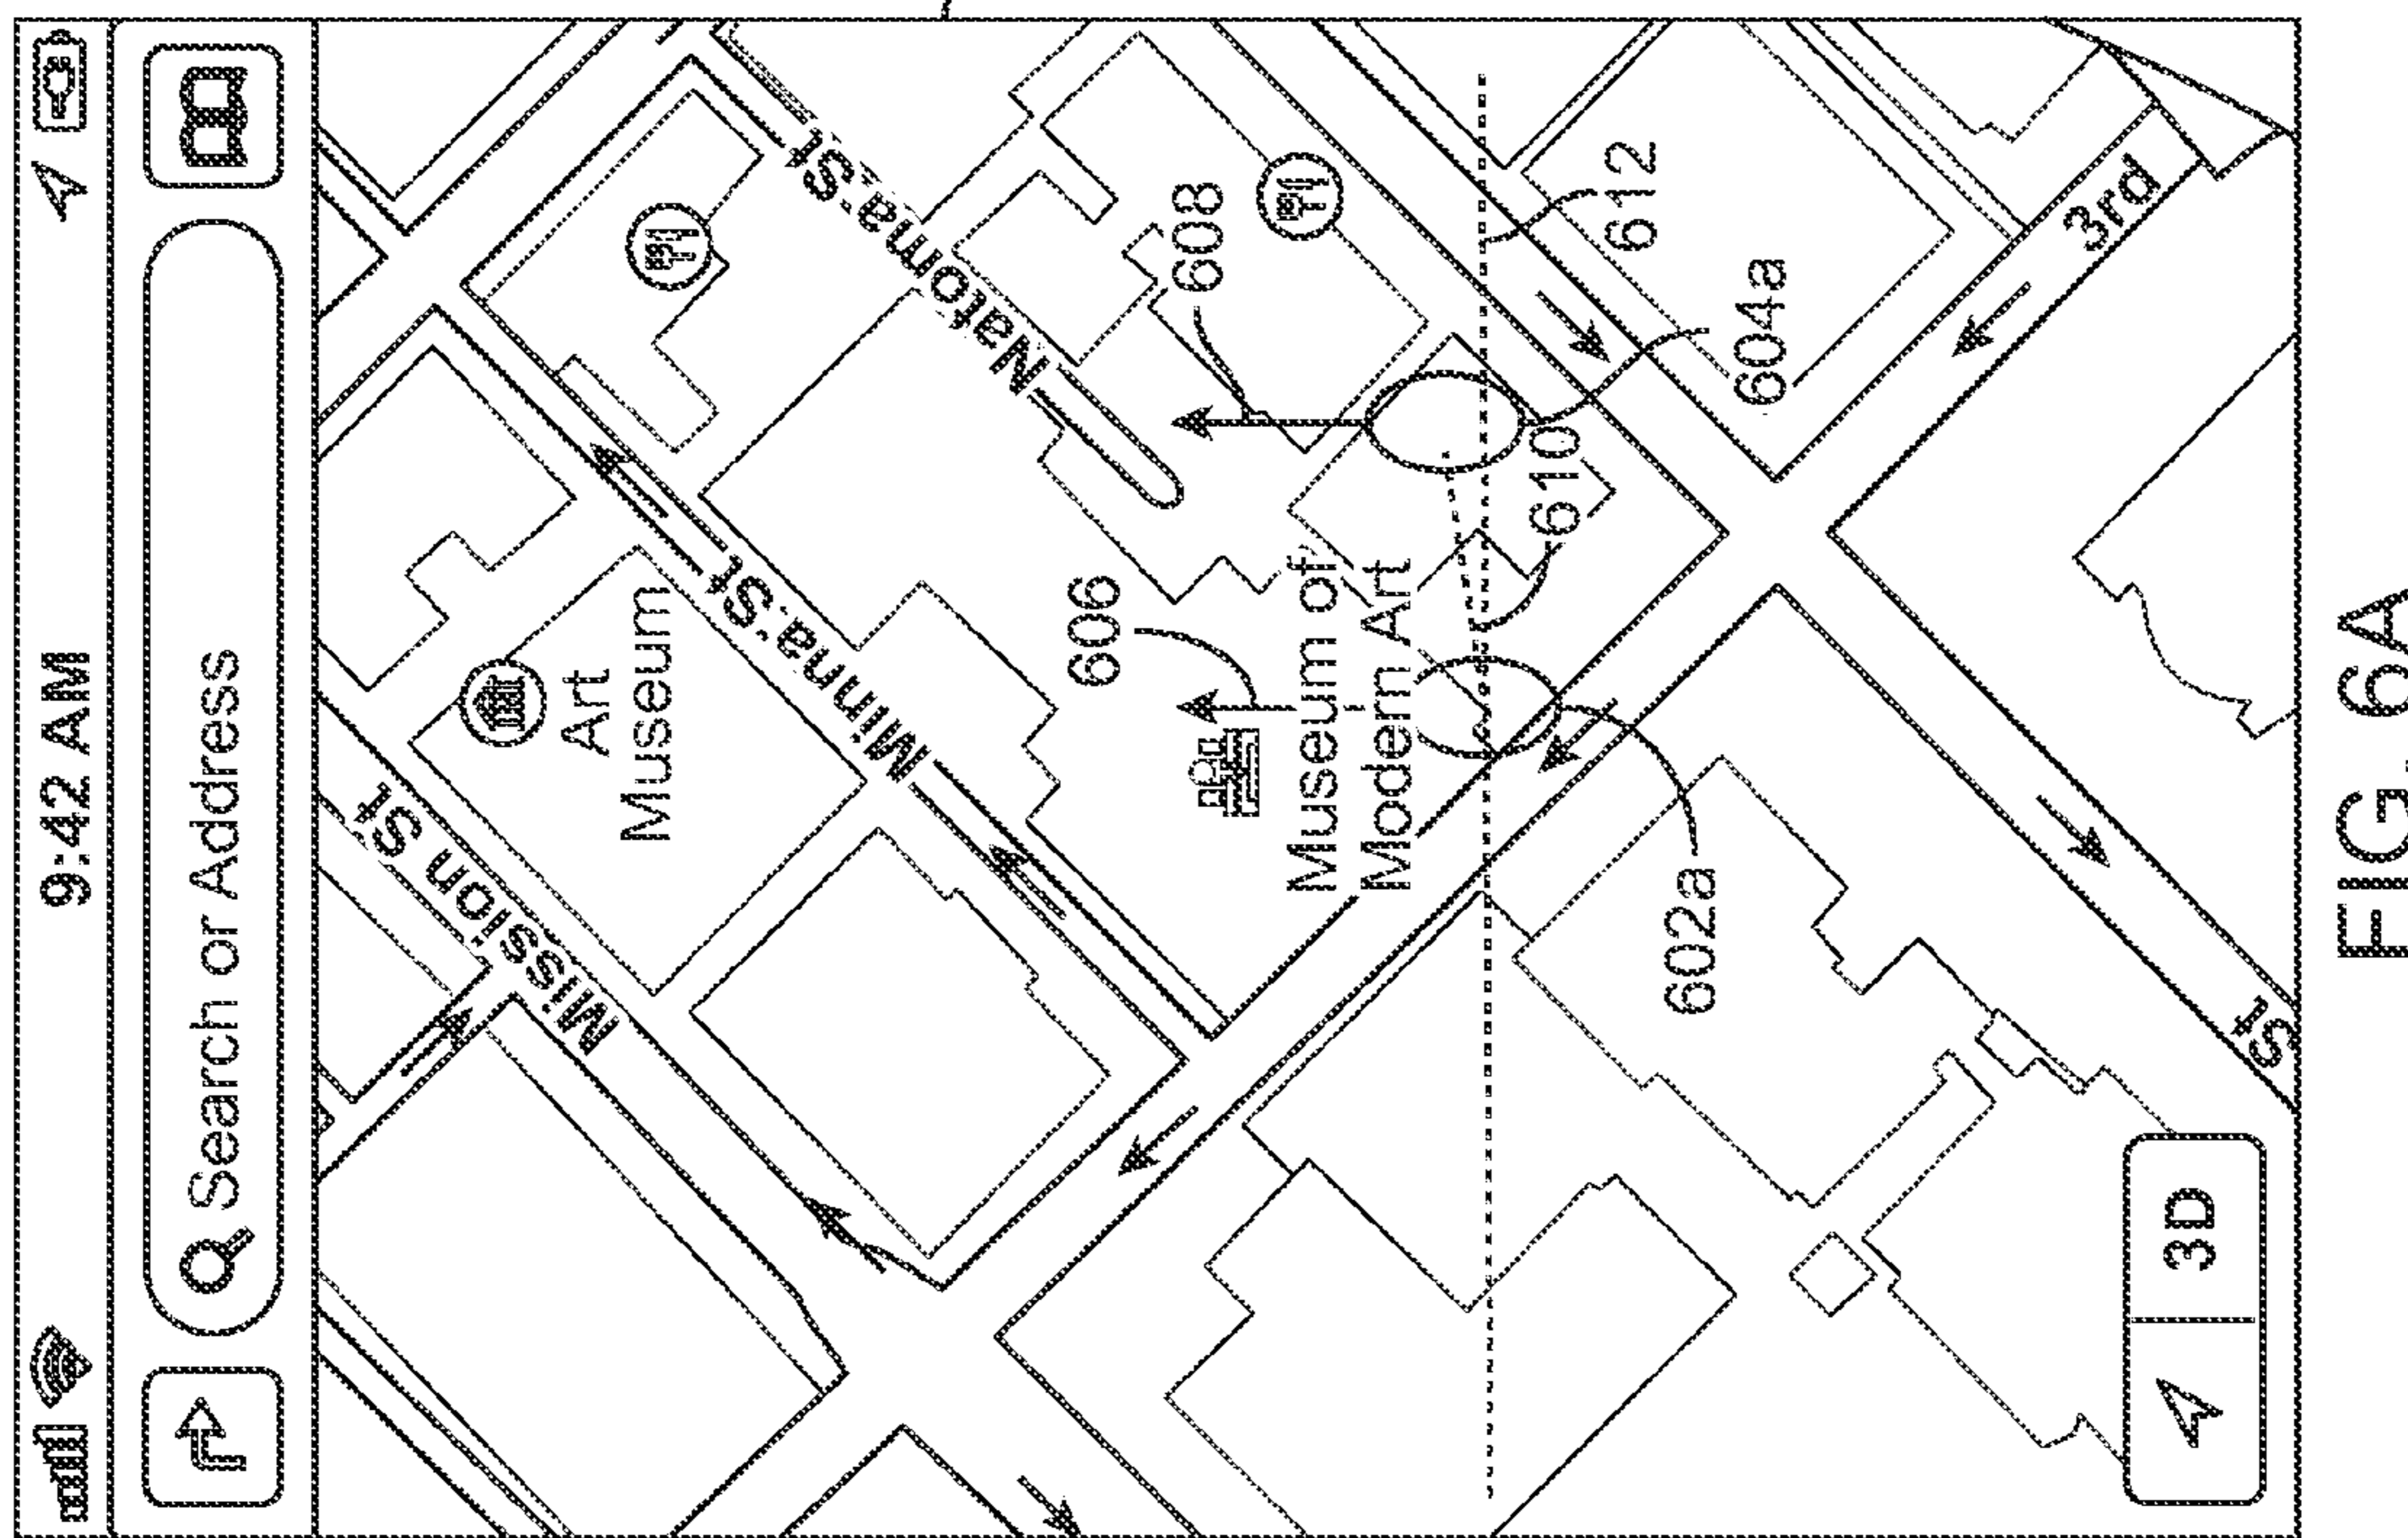 9:42 AM
Search or Address
Mission St
Art
Museum
Minna St
Natoma St
606
608
Museum of
Modern Art
610
612
602a
604a
3rd
St
3D
FIG. 6A